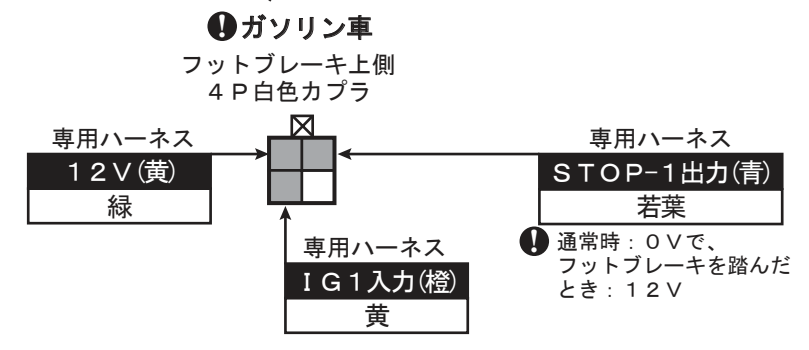 ガソリン車
フットブレーキ上側
４Ｐ白色カプラ
専用ハーネス
１２Ｖ(黄)
緑
専用ハーネス
ＳＴＯＰ-１出力(青)
若葉
通常時：０Ｖで、
フットブレーキを踏んだ
とき：１２Ｖ
専用ハーネス
ＩＧ１入力(橙)
黄